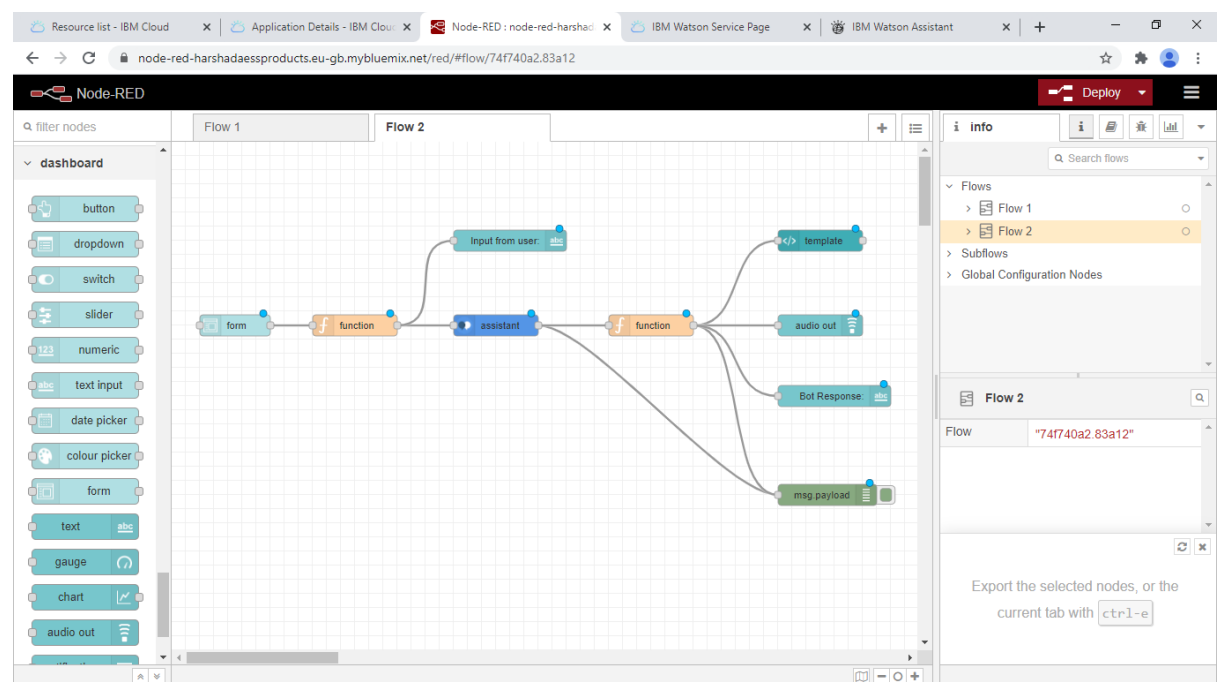 Resource list - IBM Cloud
Application Details - IBM Clou
Node-RED : node-red-harshad
IBM Watson Service Page
IBM Watson Assistant
node-red-harshadaessproducts.eu-gb.mybluemix.net/red/#flow/74f740a2.83a12
Node-RED
Deploy
filter nodes
Flow 1
Flow 2
i info
i
Search flows
dashboard
button
dropdown
switch
slider
123 numeric
abc text input
date picker
colour picker
form
text abc
gauge
chart
audio out
Input from user: abc
</> template
form
f function
assistant
f function
audio out
Bot Response: abc
msg.payload
Flows
Flow 1
Flow 2
Subflows
Global Configuration Nodes
Flow 2
Flow "74f740a2.83a12"
Export the selected nodes, or the
current tab with ctrl-e